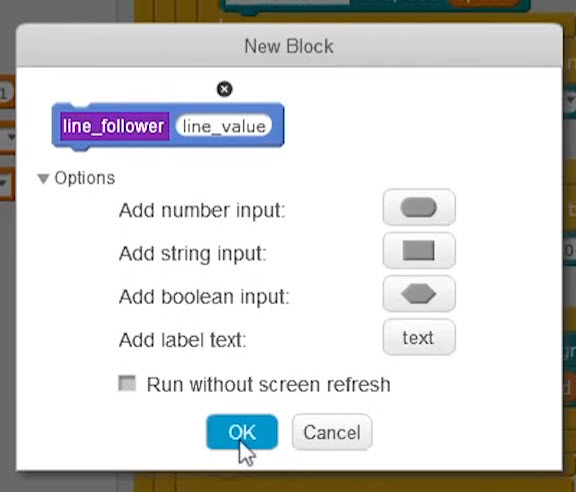 New Block
line_follower line_value
Options
Add number input:
Add string input:
Add boolean input:
Add label text: text
Run without screen refresh
OK Cancel